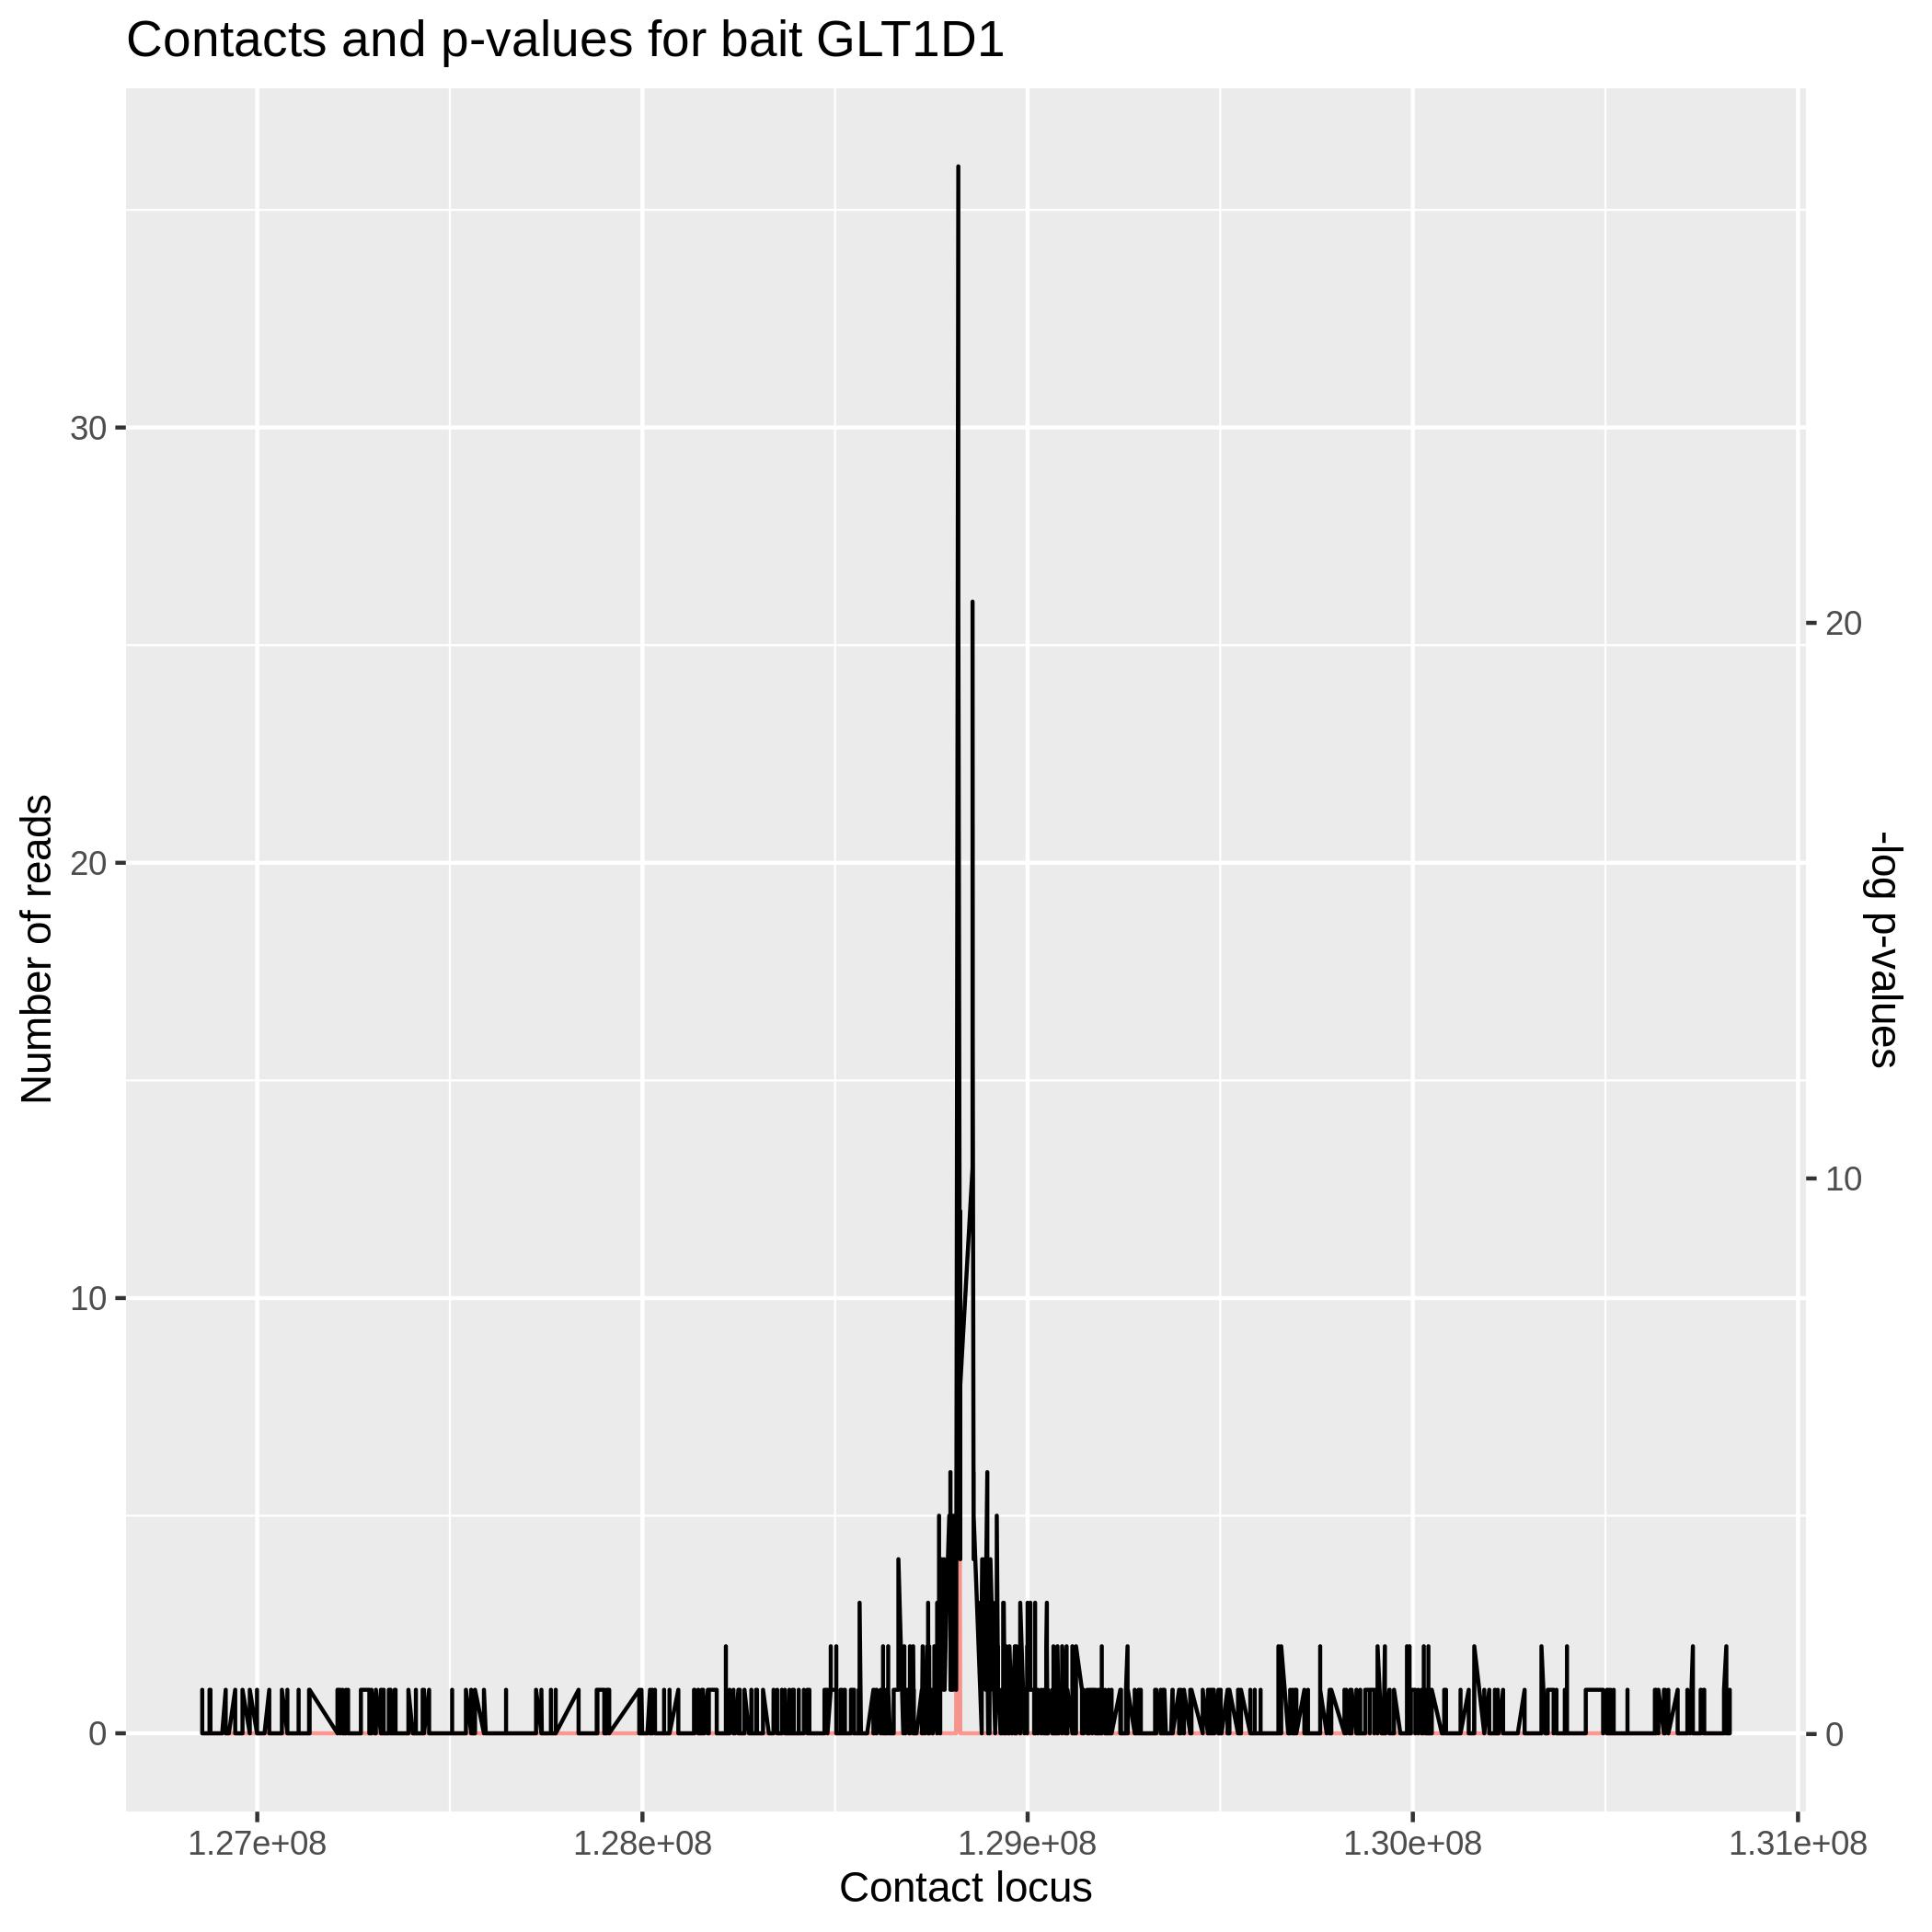 Contacts and p-values for bait GLT1D1
Number of reads
30
20
10
0
20
10
0
-log p-values
1.27e+08 1.28e+08 1.29e+08 1.30e+08 1.31e+08
Contact locus